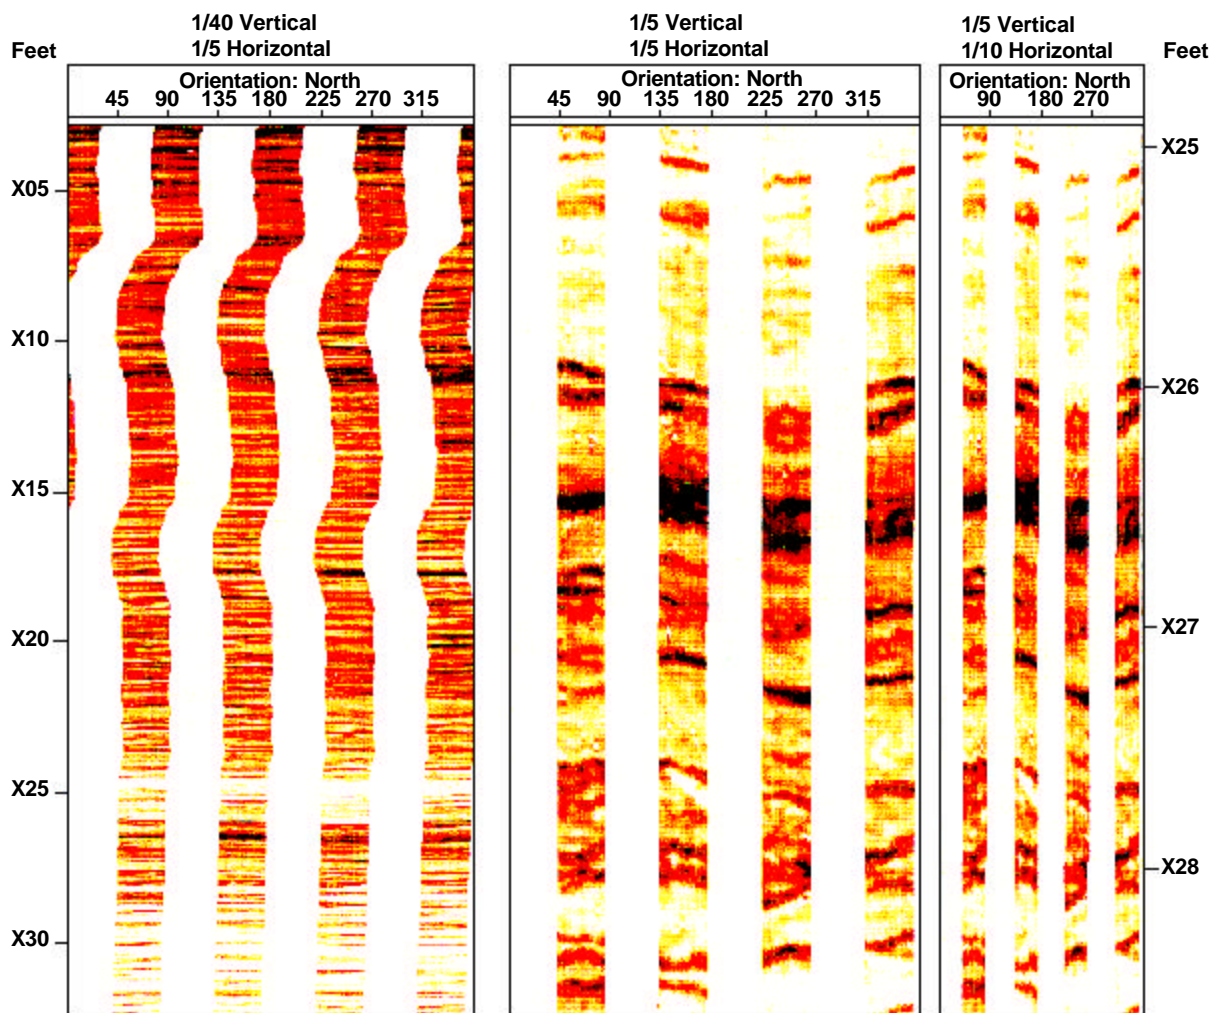 1/40 Vertical
1/5 Horizontal
1/5 Vertical
1/5 Horizontal
1/5 Vertical
1/10 Horizontal
Feet
Feet
Orientation: North
45 90 135 180 225 270 315
Orientation: North
45 90 135 180 225 270 315
Orientation: North
90 180 270
X05
X10
X15
X20
X25
X30
X25
X26
X27
X28